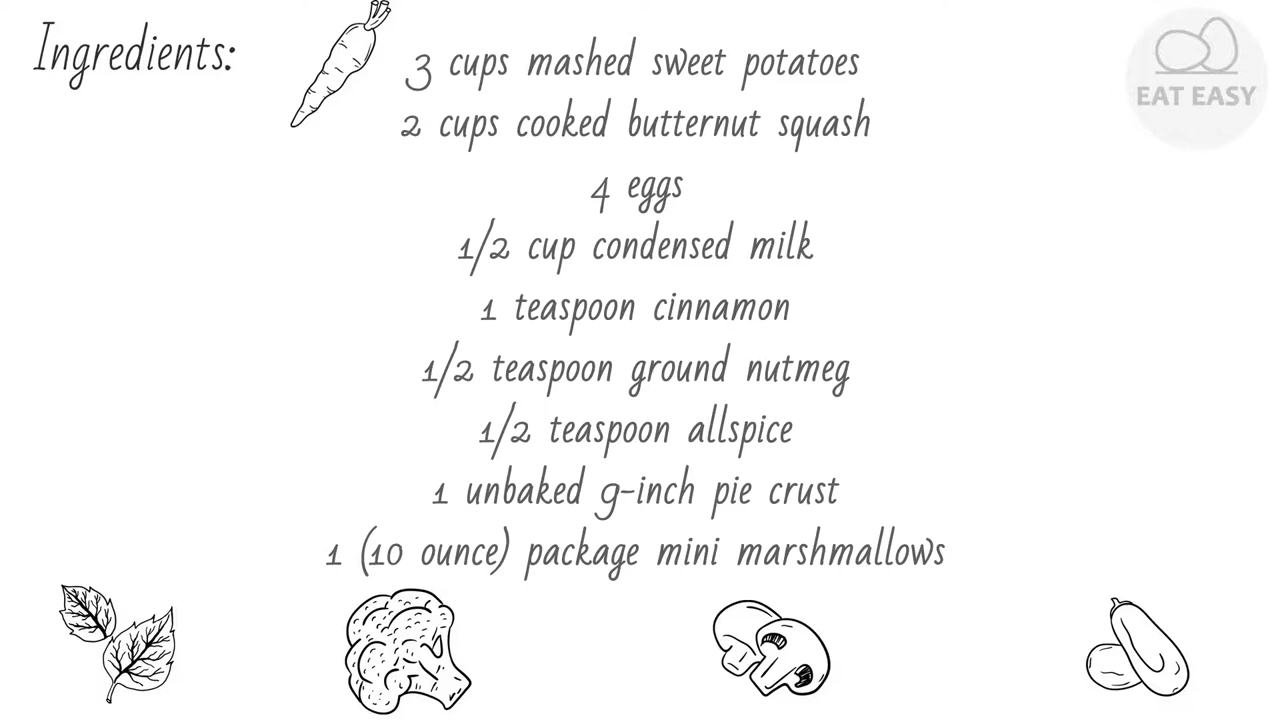 Ingredients:
3 cups mashed sweet potatoes
2 cups cooked butternut squash
4 eggs
1/2 cup condensed milk
1 teaspoon cinnamon
1/2 teaspoon ground nutmeg
1/2 teaspoon allspice
1 unbaked 9-inch pie crust
1 (10 ounce) package mini marshmallows
EAT EASY